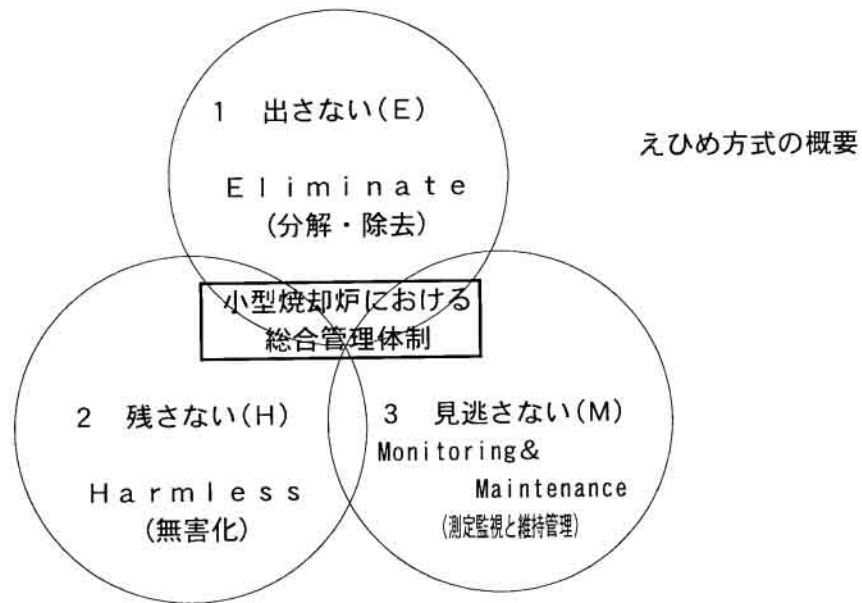 えひめ方式の概要
1 出さない(E)
Eliminate
(分解・除去)
小型焼却炉における
総合管理体制
2 残さない(H)
Harmless
(無害化)
3 見逃さない(M)
Monitoring&
Maintenance
(測定監視と維持管理)